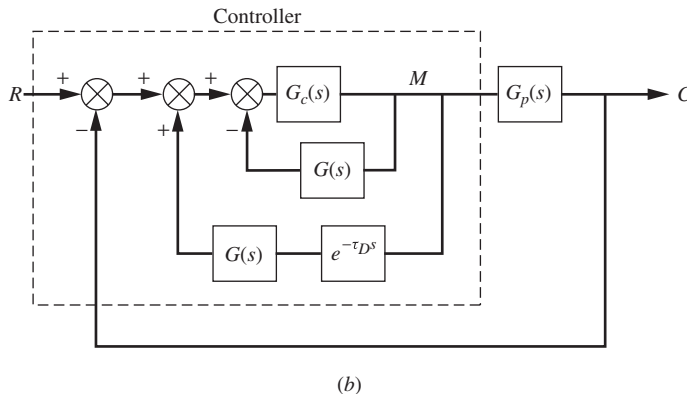 Controller
R
+
+
+
G_c(s)
M
G_p(s)
C
−
+
−
G(s)
G(s)
e^{-τ_D s}
−
(b)